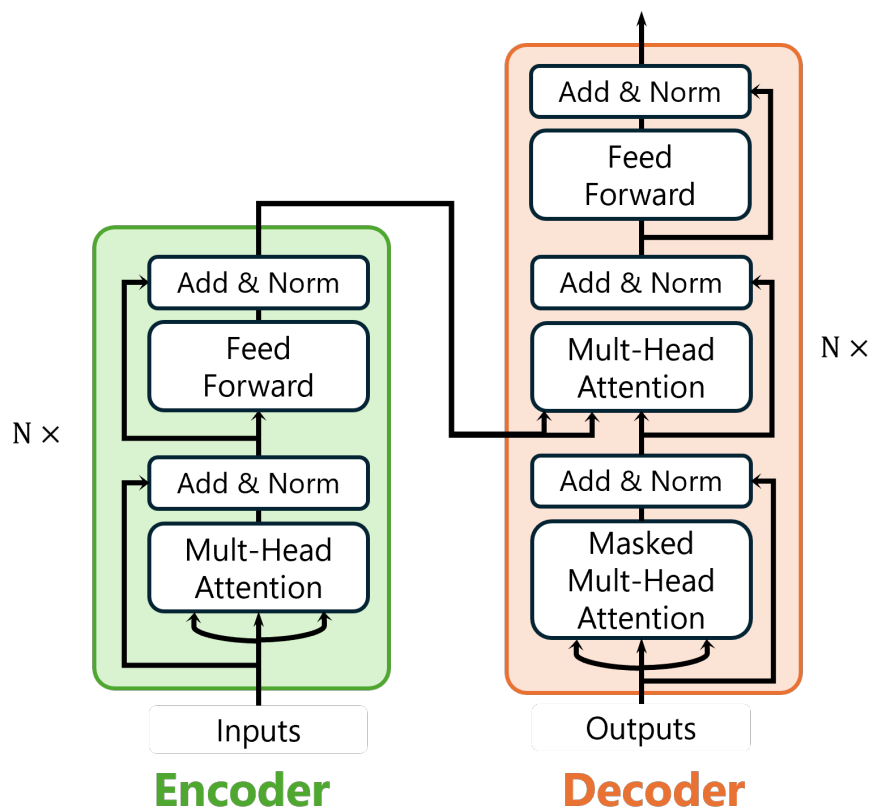 Add & Norm
Feed
Forward
Add & Norm
Mult-Head
Attention
N ×
Inputs
Encoder
Add & Norm
Feed
Forward
Add & Norm
Mult-Head
Attention
N ×
Add & Norm
Masked
Mult-Head
Attention
Outputs
Decoder